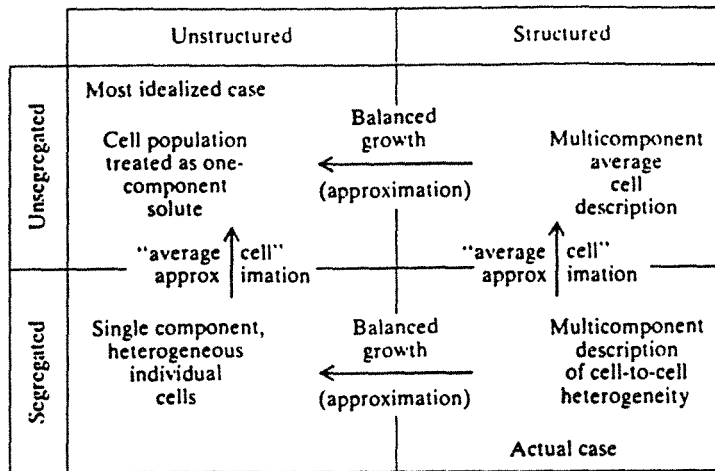 Unstructured
Structured
Unsegregated
Most idealized case
Cell population
treated as one-
component
solute
Balanced
growth
(approximation)
Multicomponent
average
cell
description
"average cell"
approx imation
"average cell"
approx imation
Segregated
Single component,
heterogeneous
individual
cells
Balanced
growth
(approximation)
Multicomponent
description
of cell-to-cell
heterogeneity
Actual case